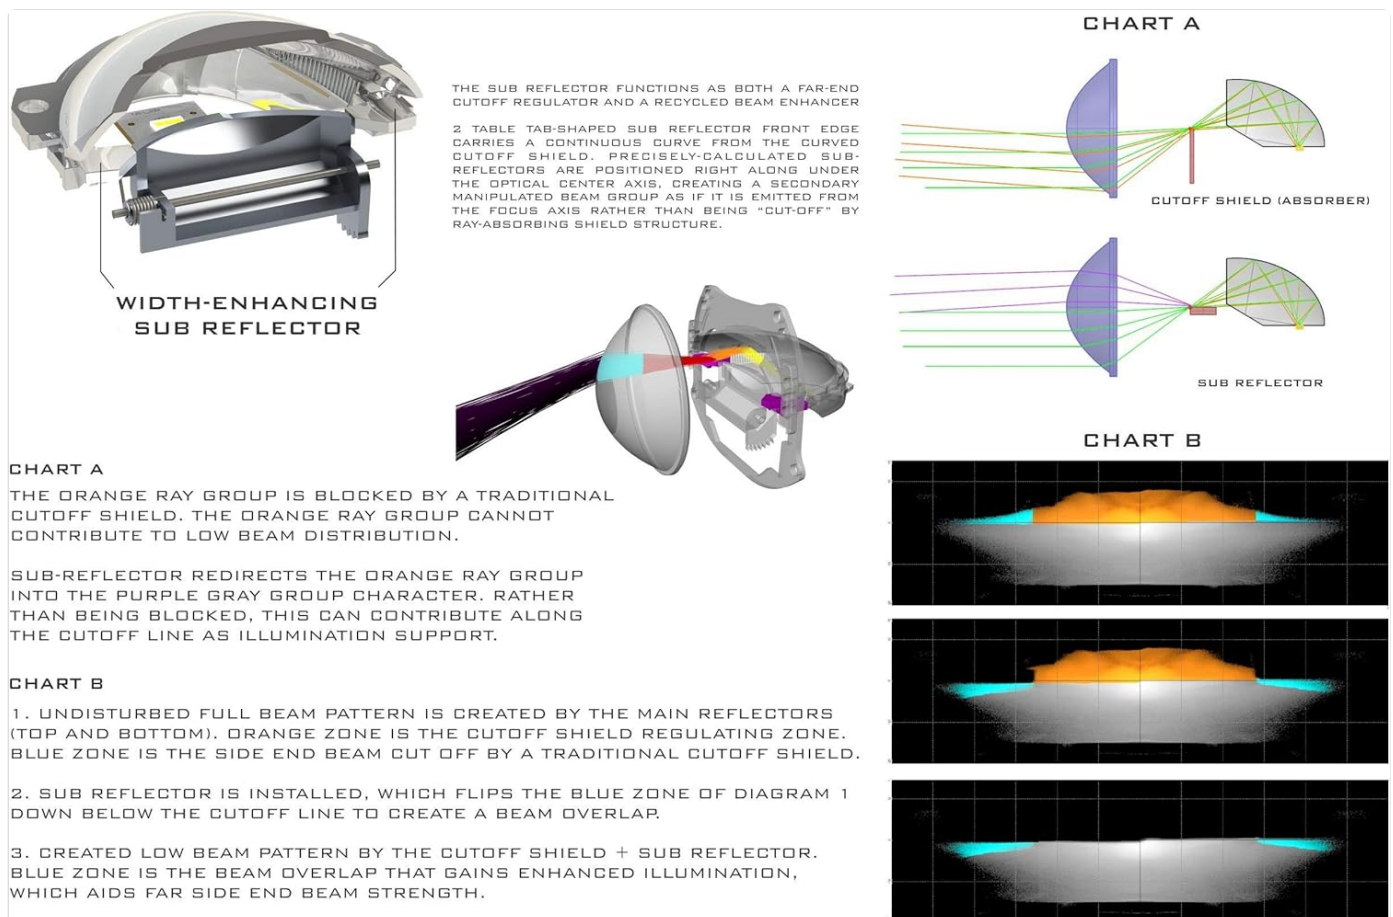 CHART A
THE SUB REFLECTOR FUNCTIONS AS BOTH A FAR-END
CUTOFF REGULATOR AND A RECYCLED BEAM ENHANCER
2 TABLE TAB-SHAPED SUB REFLECTOR FRONT EDGE
CARRIES A CONTINUOUS CURVE FROM THE CURVED
CUTOFF SHIELD. PRECISELY-CALCULATED SUB-
REFLECTORS ARE POSITIONED RIGHT ALONG UNDER
THE OPTICAL CENTER AXIS, CREATING A SECONDARY
MANIPULATED BEAM GROUP AS IF IT IS EMITTED FROM
THE FOCUS AXIS RATHER THAN BEING "CUT-OFF" BY
RAY-ABSORBING SHIELD STRUCTURE.
CUTOFF SHIELD (ABSORBER)
WIDTH-ENHANCING
SUB REFLECTOR
SUB REFLECTOR
CHART B
CHART A
THE ORANGE RAY GROUP IS BLOCKED BY A TRADITIONAL
CUTOFF SHIELD. THE ORANGE RAY GROUP CANNOT
CONTRIBUTE TO LOW BEAM DISTRIBUTION.
SUB-REFLECTOR REDIRECTS THE ORANGE RAY GROUP
INTO THE PURPLE GRAY GROUP CHARACTER. RATHER
THAN BEING BLOCKED, THIS CAN CONTRIBUTE ALONG
THE CUTOFF LINE AS ILLUMINATION SUPPORT.
CHART B
1. UNDISTURBED FULL BEAM PATTERN IS CREATED BY THE MAIN REFLECTORS
(TOP AND BOTTOM). ORANGE ZONE IS THE CUTOFF SHIELD REGULATING ZONE.
BLUE ZONE IS THE SIDE END BEAM CUT OFF BY A TRADITIONAL CUTOFF SHIELD.
2. SUB REFLECTOR IS INSTALLED, WHICH FLIPS THE BLUE ZONE OF DIAGRAM 1
DOWN BELOW THE CUTOFF LINE TO CREATE A BEAM OVERLAP.
3. CREATED LOW BEAM PATTERN BY THE CUTOFF SHIELD + SUB REFLECTOR.
BLUE ZONE IS THE BEAM OVERLAP THAT GAINS ENHANCED ILLUMINATION,
WHICH AIDS FAR SIDE END BEAM STRENGTH.